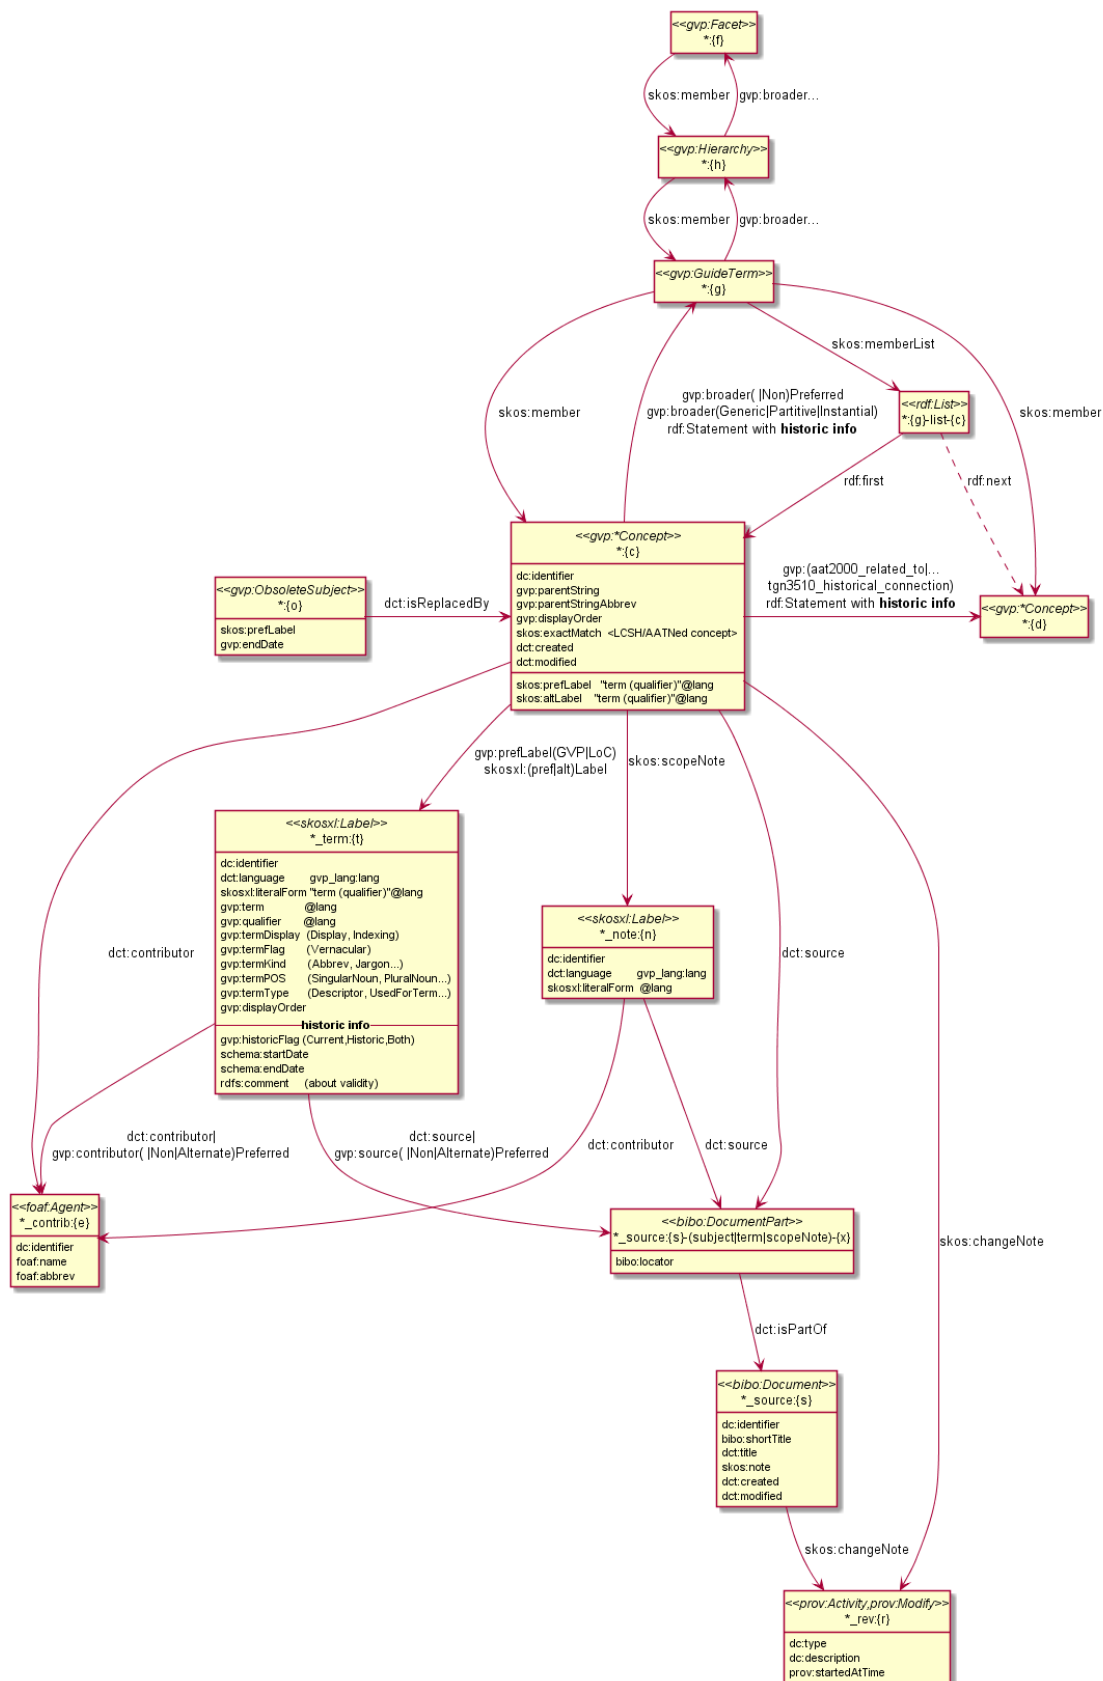 <<gvp:Facet>>
*:{f}
skos:member
gvp:broader...
<<gvp:Hierarchy>>
*:{h}
skos:member
gvp:broader...
<<gvp:GuideTerm>>
*:{g}
skos:memberList
gvp:broader( |Non)Preferred
gvp:broader(Generic|Partitive|Instantial)
rdf:Statement with historic info
<<rdf:List>>
*:{g}-list-{c}
skos:member
skos:member
rdf:first
rdf:next
<<gvp:*Concept>>
*:{c}
dc:identifier
gvp:parentString
gvp:parentStringAbbrev
gvp:displayOrder
skos:exactMatch <LCSH/AATNed concept>
dct:created
dct:modified
skos:prefLabel "term (qualifier)"@lang
skos:altLabel "term (qualifier)"@lang
gvp:(aat2000_related_to|...
tgn3510_historical_connection)
rdf:Statement with historic info
<<gvp:*Concept>>
*:{d}
<<gvp:ObsoleteSubject>>
*:{o}
skos:prefLabel
gvp:endDate
dct:isReplacedBy
gvp:prefLabel(GVP|LoC)
skosxl:(pref|alt)Label
skos:scopeNote
<<skosxl:Label>>
*_term:{t}
dc:identifier
dct:language gvp_lang:lang
skosxl:literalForm "term (qualifier)"@lang
gvp:term @lang
gvp:qualifier @lang
gvp:termDisplay (Display, Indexing)
gvp:termFlag (Vernacular)
gvp:termKind (Abbrev, Jargon...)
gvp:termPOS (SingularNoun, PluralNoun...)
gvp:termType (Descriptor, UsedForTerm...)
gvp:displayOrder
historic info
gvp:historicFlag (Current,Historic,Both)
schema:startDate
schema:endDate
rdfs:comment (about validity)
<<skosxl:Label>>
*_note:{n}
dc:identifier
dct:language gvp_lang:lang
skosxl:literalForm @lang
dct:contributor
dct:source
dct:contributor|
gvp:contributor( |Non|Alternate)Preferred
dct:source|
gvp:source( |Non|Alternate)Preferred
dct:contributor
dct:source
<<foaf:Agent>>
*_contrib:{e}
dc:identifier
foaf:name
foaf:abbrev
<<bibo:DocumentPart>>
*_source:{s}-(subject|term|scopeNote)-{x}
bibo:locator
skos:changeNote
dct:isPartOf
<<bibo:Document>>
*_source:{s}
dc:identifier
bibo:shortTitle
dct:title
skos:note
dct:created
dct:modified
skos:changeNote
<<prov:Activity,prov:Modify>>
*_rev:{r}
dc:type
dc:description
prov:startedAtTime